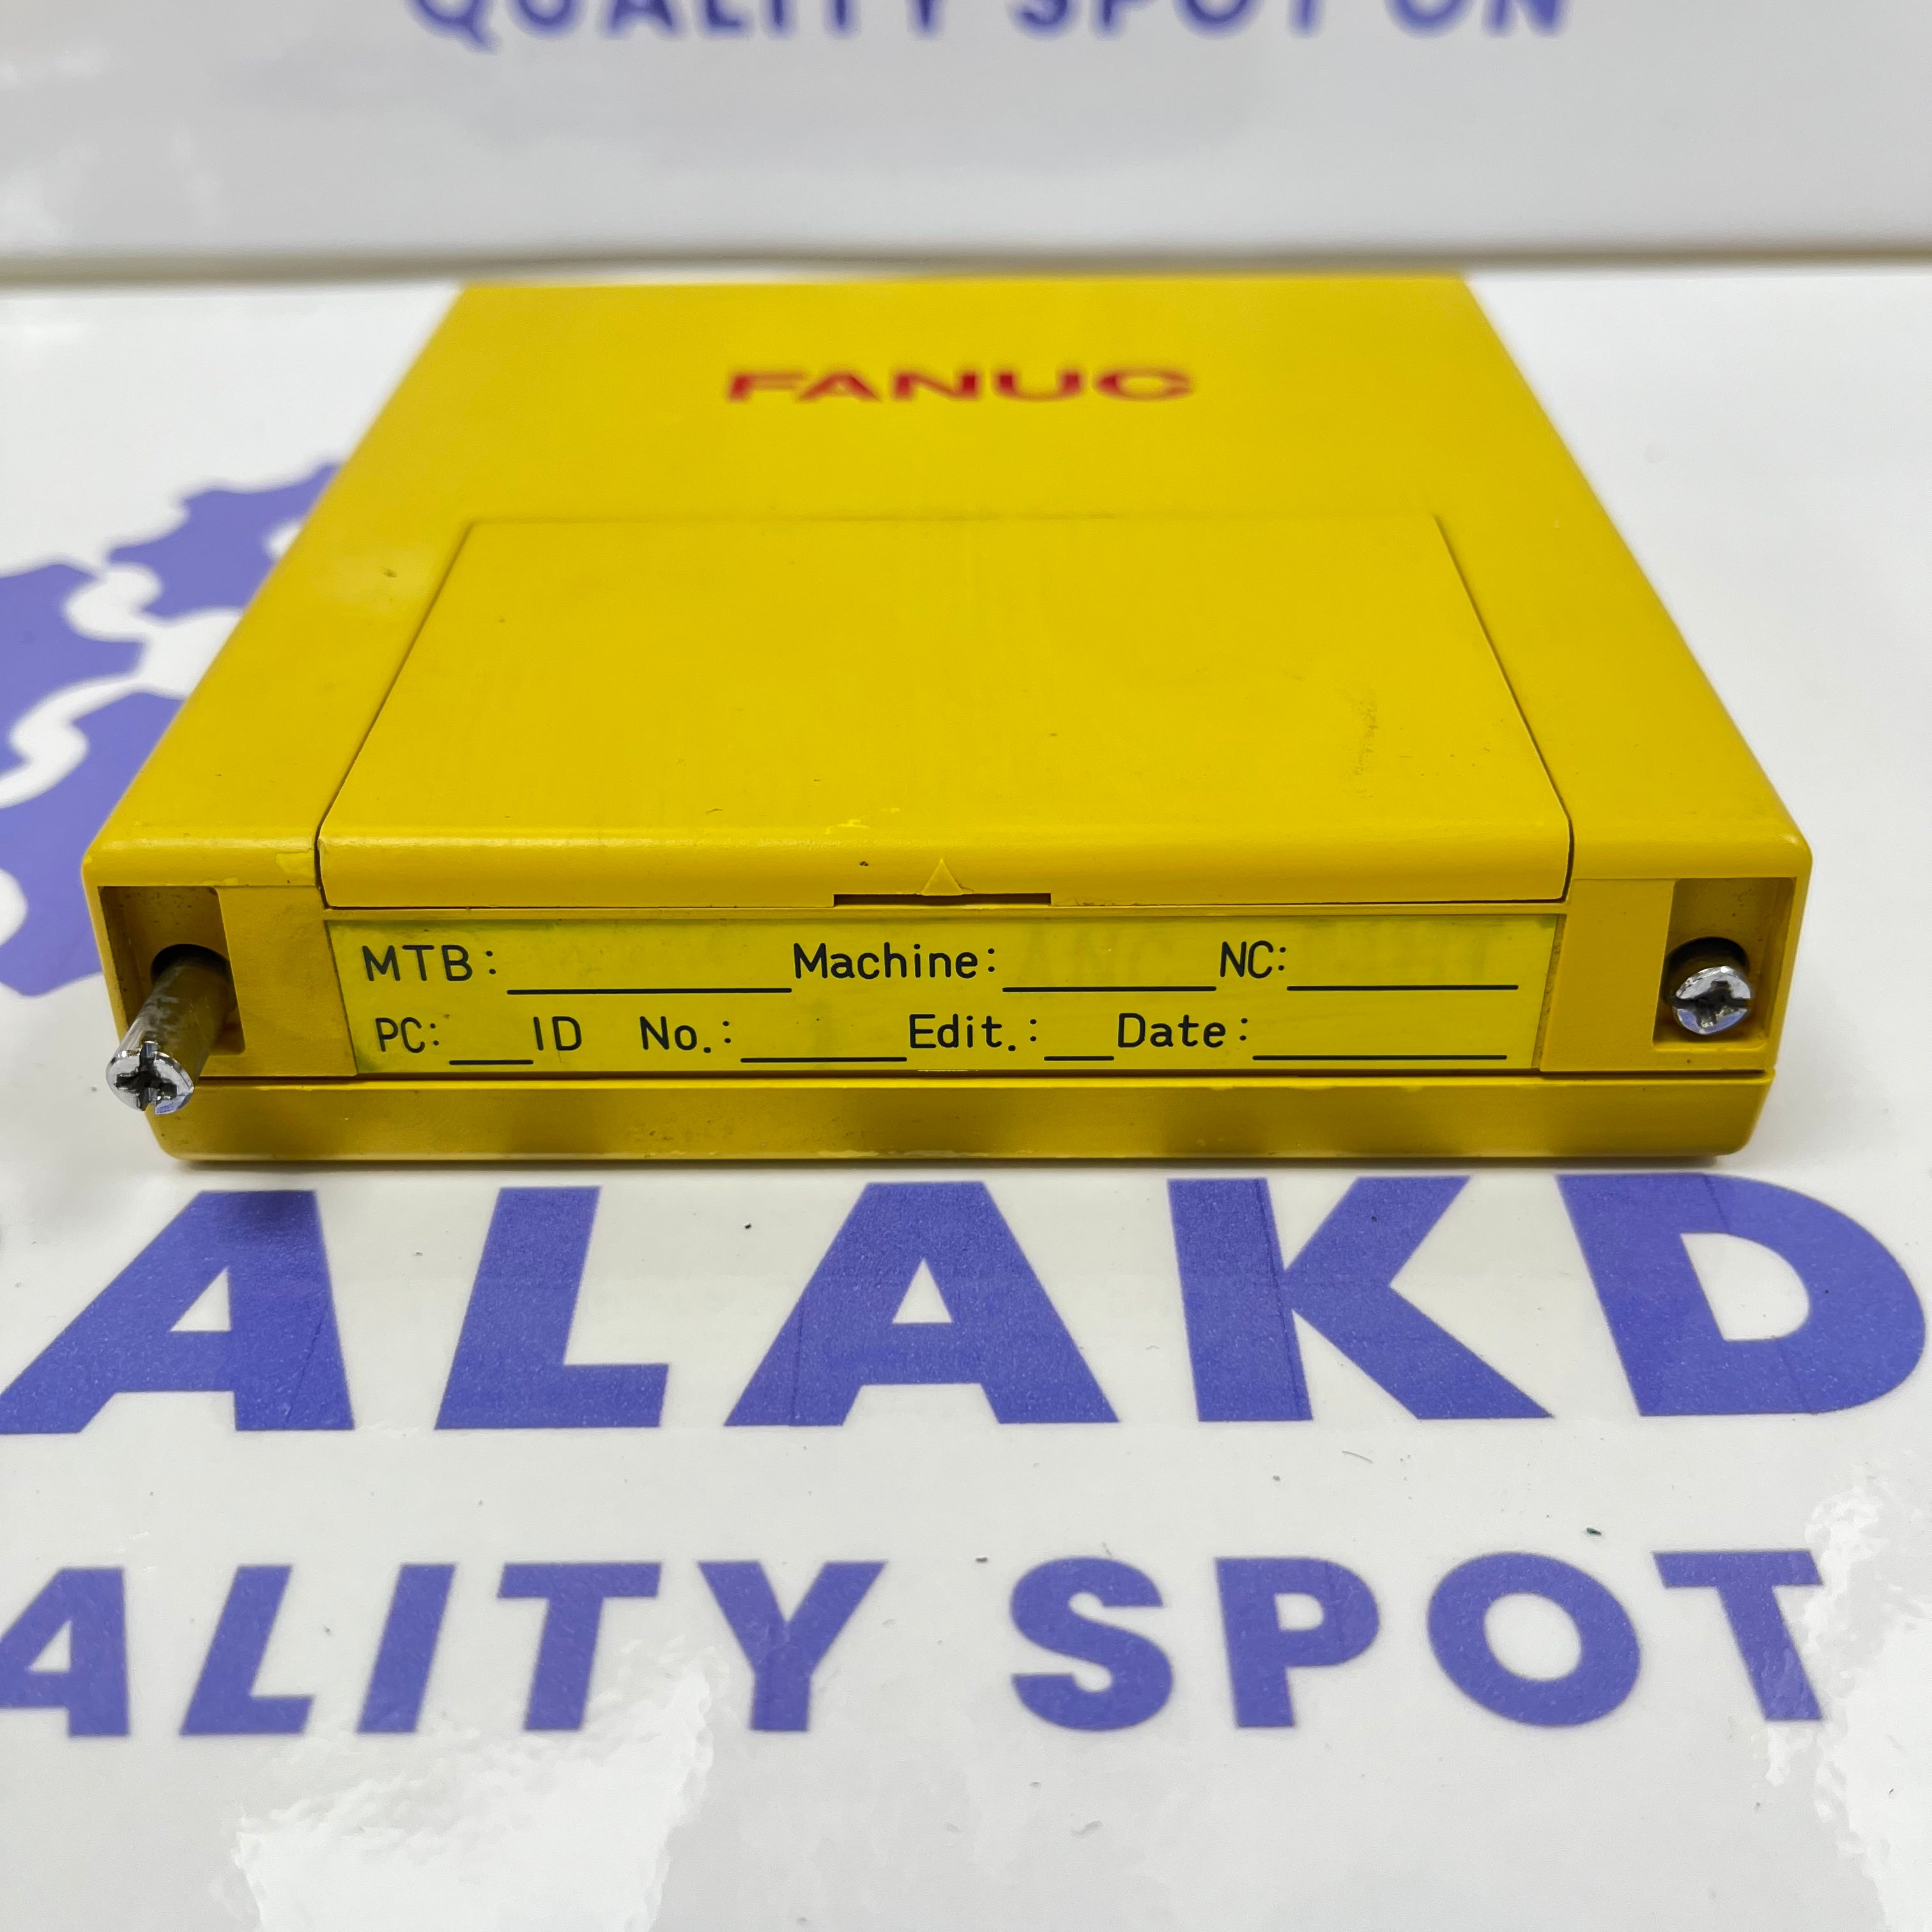 QUALITY SPOT ON
FANUC
MTB: Machine: NC:
PC: ID No.: Edit.: Date:
ALAKD
ALITY SPOT